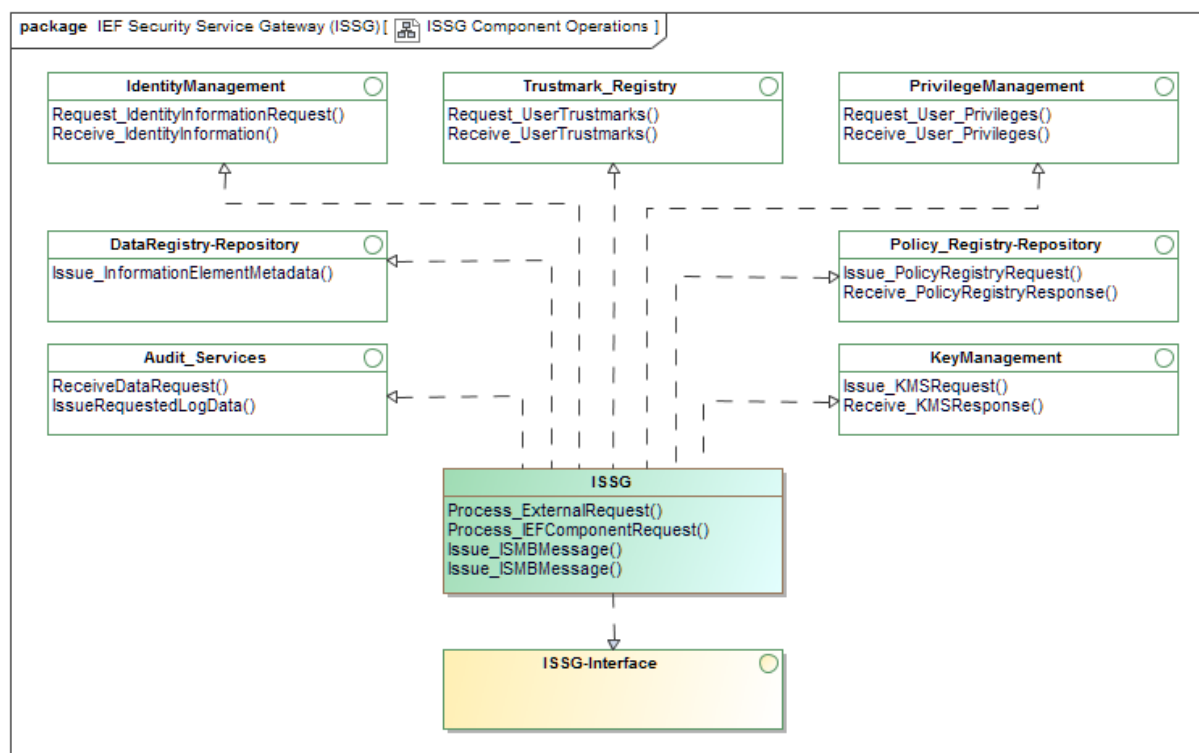 package IEF Security Service Gateway (ISSG)[ ISSG Component Operations ]
IdentityManagement
Request_IdentityInformationRequest()
Receive_IdentityInformation()
Trustmark_Registry
Request_UserTrustmarks()
Receive_UserTrustmarks()
PrivilegeManagement
Request_User_Privileges()
Receive_User_Privileges()
DataRegistry-Repository
Issue_InformationElementMetadata()
Policy_Registry-Repository
Issue_PolicyRegistryRequest()
Receive_PolicyRegistryResponse()
Audit_Services
ReceiveDataRequest()
IssueRequestedLogData()
KeyManagement
Issue_KMSRequest()
Receive_KMSResponse()
ISSG
Process_ExternalRequest()
Process_IEFComponentRequest()
Issue_ISMBMessage()
Issue_ISMBMessage()
ISSG-Interface